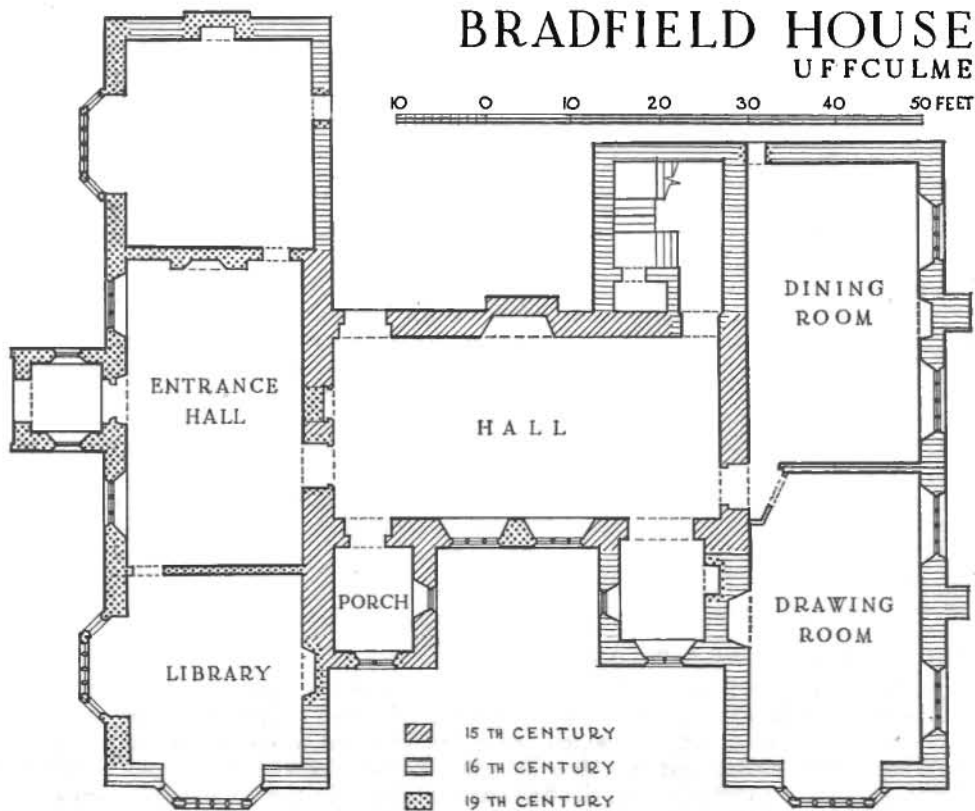 BRADFIELD HOUSE
UFFCULME
10 0 10 20 30 40 50 FEET
DINING
ROOM
ENTRANCE
HALL
HALL
PORCH
DRAWING
ROOM
LIBRARY
15 TH CENTURY
16 TH CENTURY
19 TH CENTURY